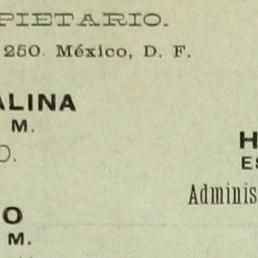 PIETARIO.
250. México, D. F.
ALINA
M.
O.
H
ES
Adminis
O
M.